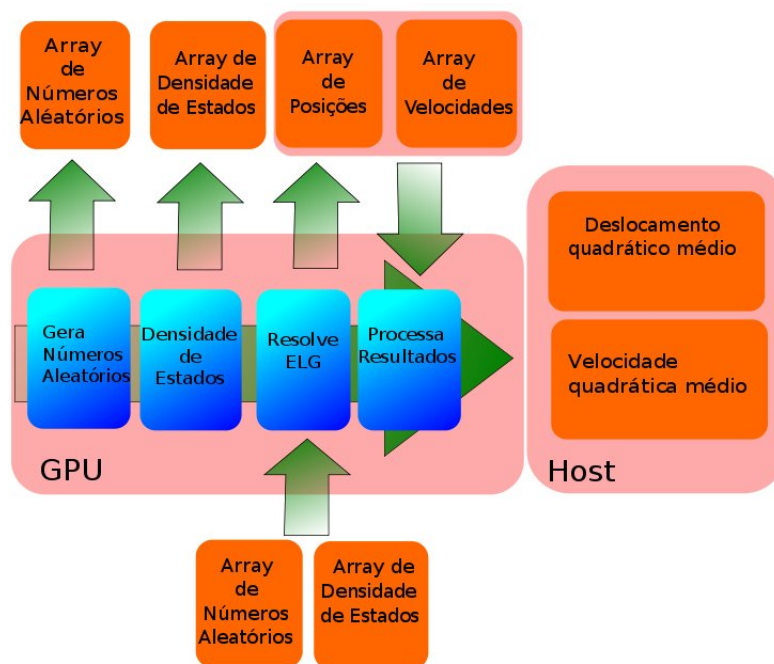 Array
de
Números
Aléatórios
Array de
Densidade
de Estados
Array
de
Posições
Array
de
Velocidades
Gera
Números
Aleatórios
Densidade
de
Estados
Resolve
ELG
Processa
Resultados
GPU
Deslocamento
quadrático médio
Velocidade
quadrática médio
Host
Array
de
Números
Aleatórios
Array de
Densidade
de Estados